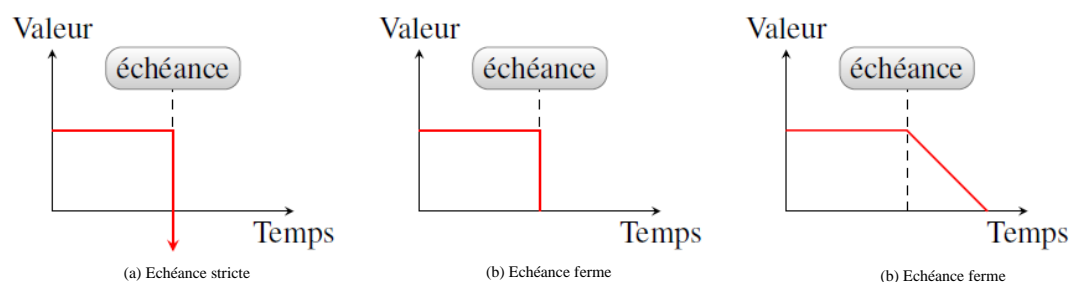 Valeur
échéance
Temps
(a) Echéance stricte
Valeur
échéance
Temps
(b) Echéance ferme
Valeur
échéance
Temps
(b) Echéance ferme